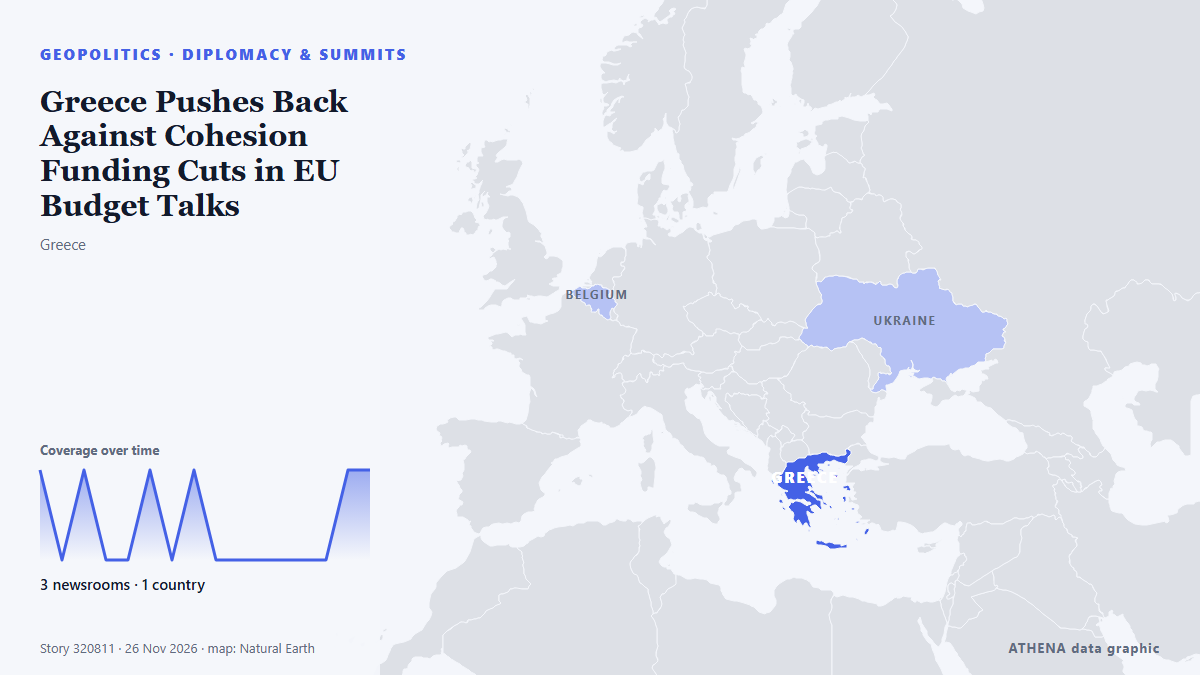 GEOPOLITICS · DIPLOMACY & SUMMITS
Greece Pushes Back
Against Cohesion
Funding Cuts in EU
Budget Talks
Greece
BELGIUM
UKRAINE
GREECE
Coverage over time
3 newsrooms · 1 country
Story 320811 · 26 Nov 2026 · map: Natural Earth
ATHENA data graphic